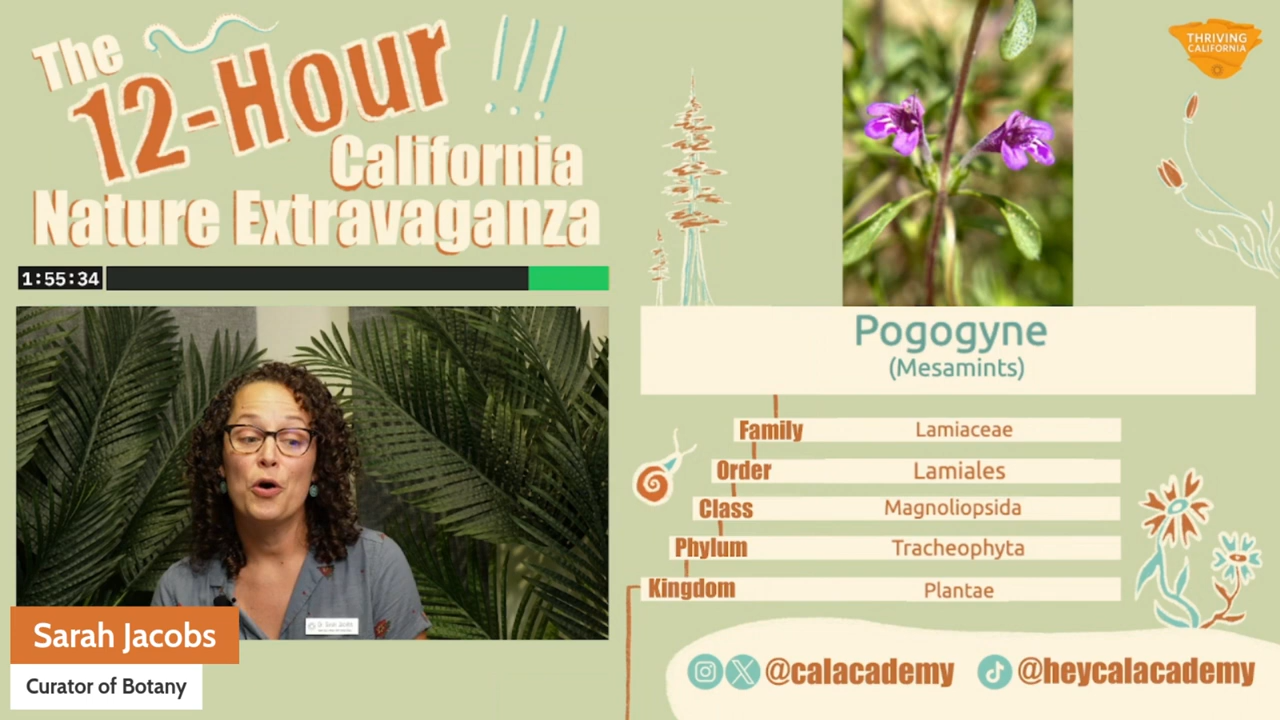 The
12-Hour
!!!
California
Nature Extravaganza
1:55:34
THRIVING
CALIFORNIA
Pogogyne
(Mesamints)
Family Lamiaceae
Order Lamiales
Class Magnoliopsida
Phylum Tracheophyta
Kingdom Plantae
Sarah Jacobs
Curator of Botany
@calacademy @heycalacademy